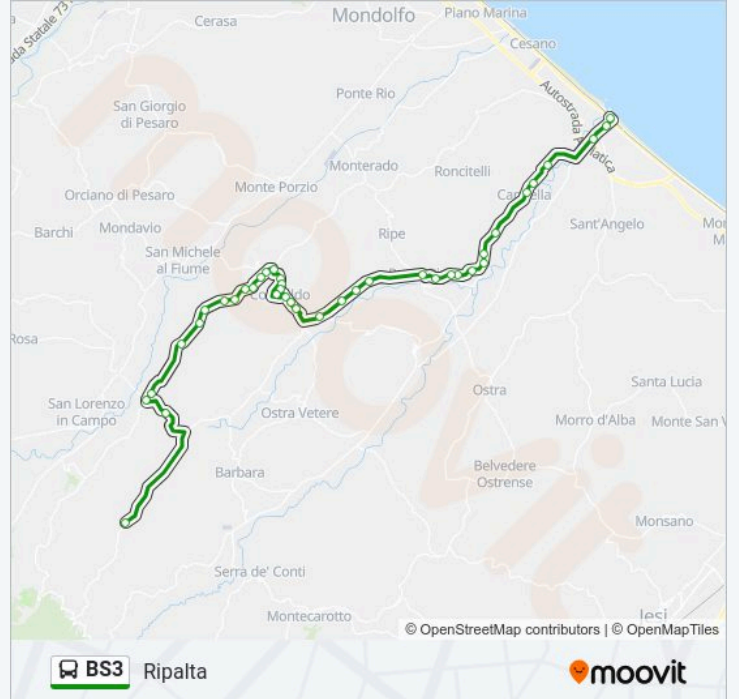 Mondolfo
Piano Marina
Cerasa
Cesano
da Statale 73
Autostrada Adriatica
Ponte Rio
San Giorgio
di Pesaro
Monterado
Roncitelli
Monte Porzio
Orciano di Pesaro
Sant'Angelo
Mondavio
Barchi
Ripe
San Michele
al Fiume
Rosa
Ostra
Santa Lucia
San Lorenzo
in Campo
Ostra Vetere
Morro d'Alba
Monte San V
Barbara
Belvedere
Ostrense
Monsano
Serra de' Conti
Montecarotto
Jesi
moovit
© OpenStreetMap contributors | © OpenMapTiles
BS3 Ripalta
moovit